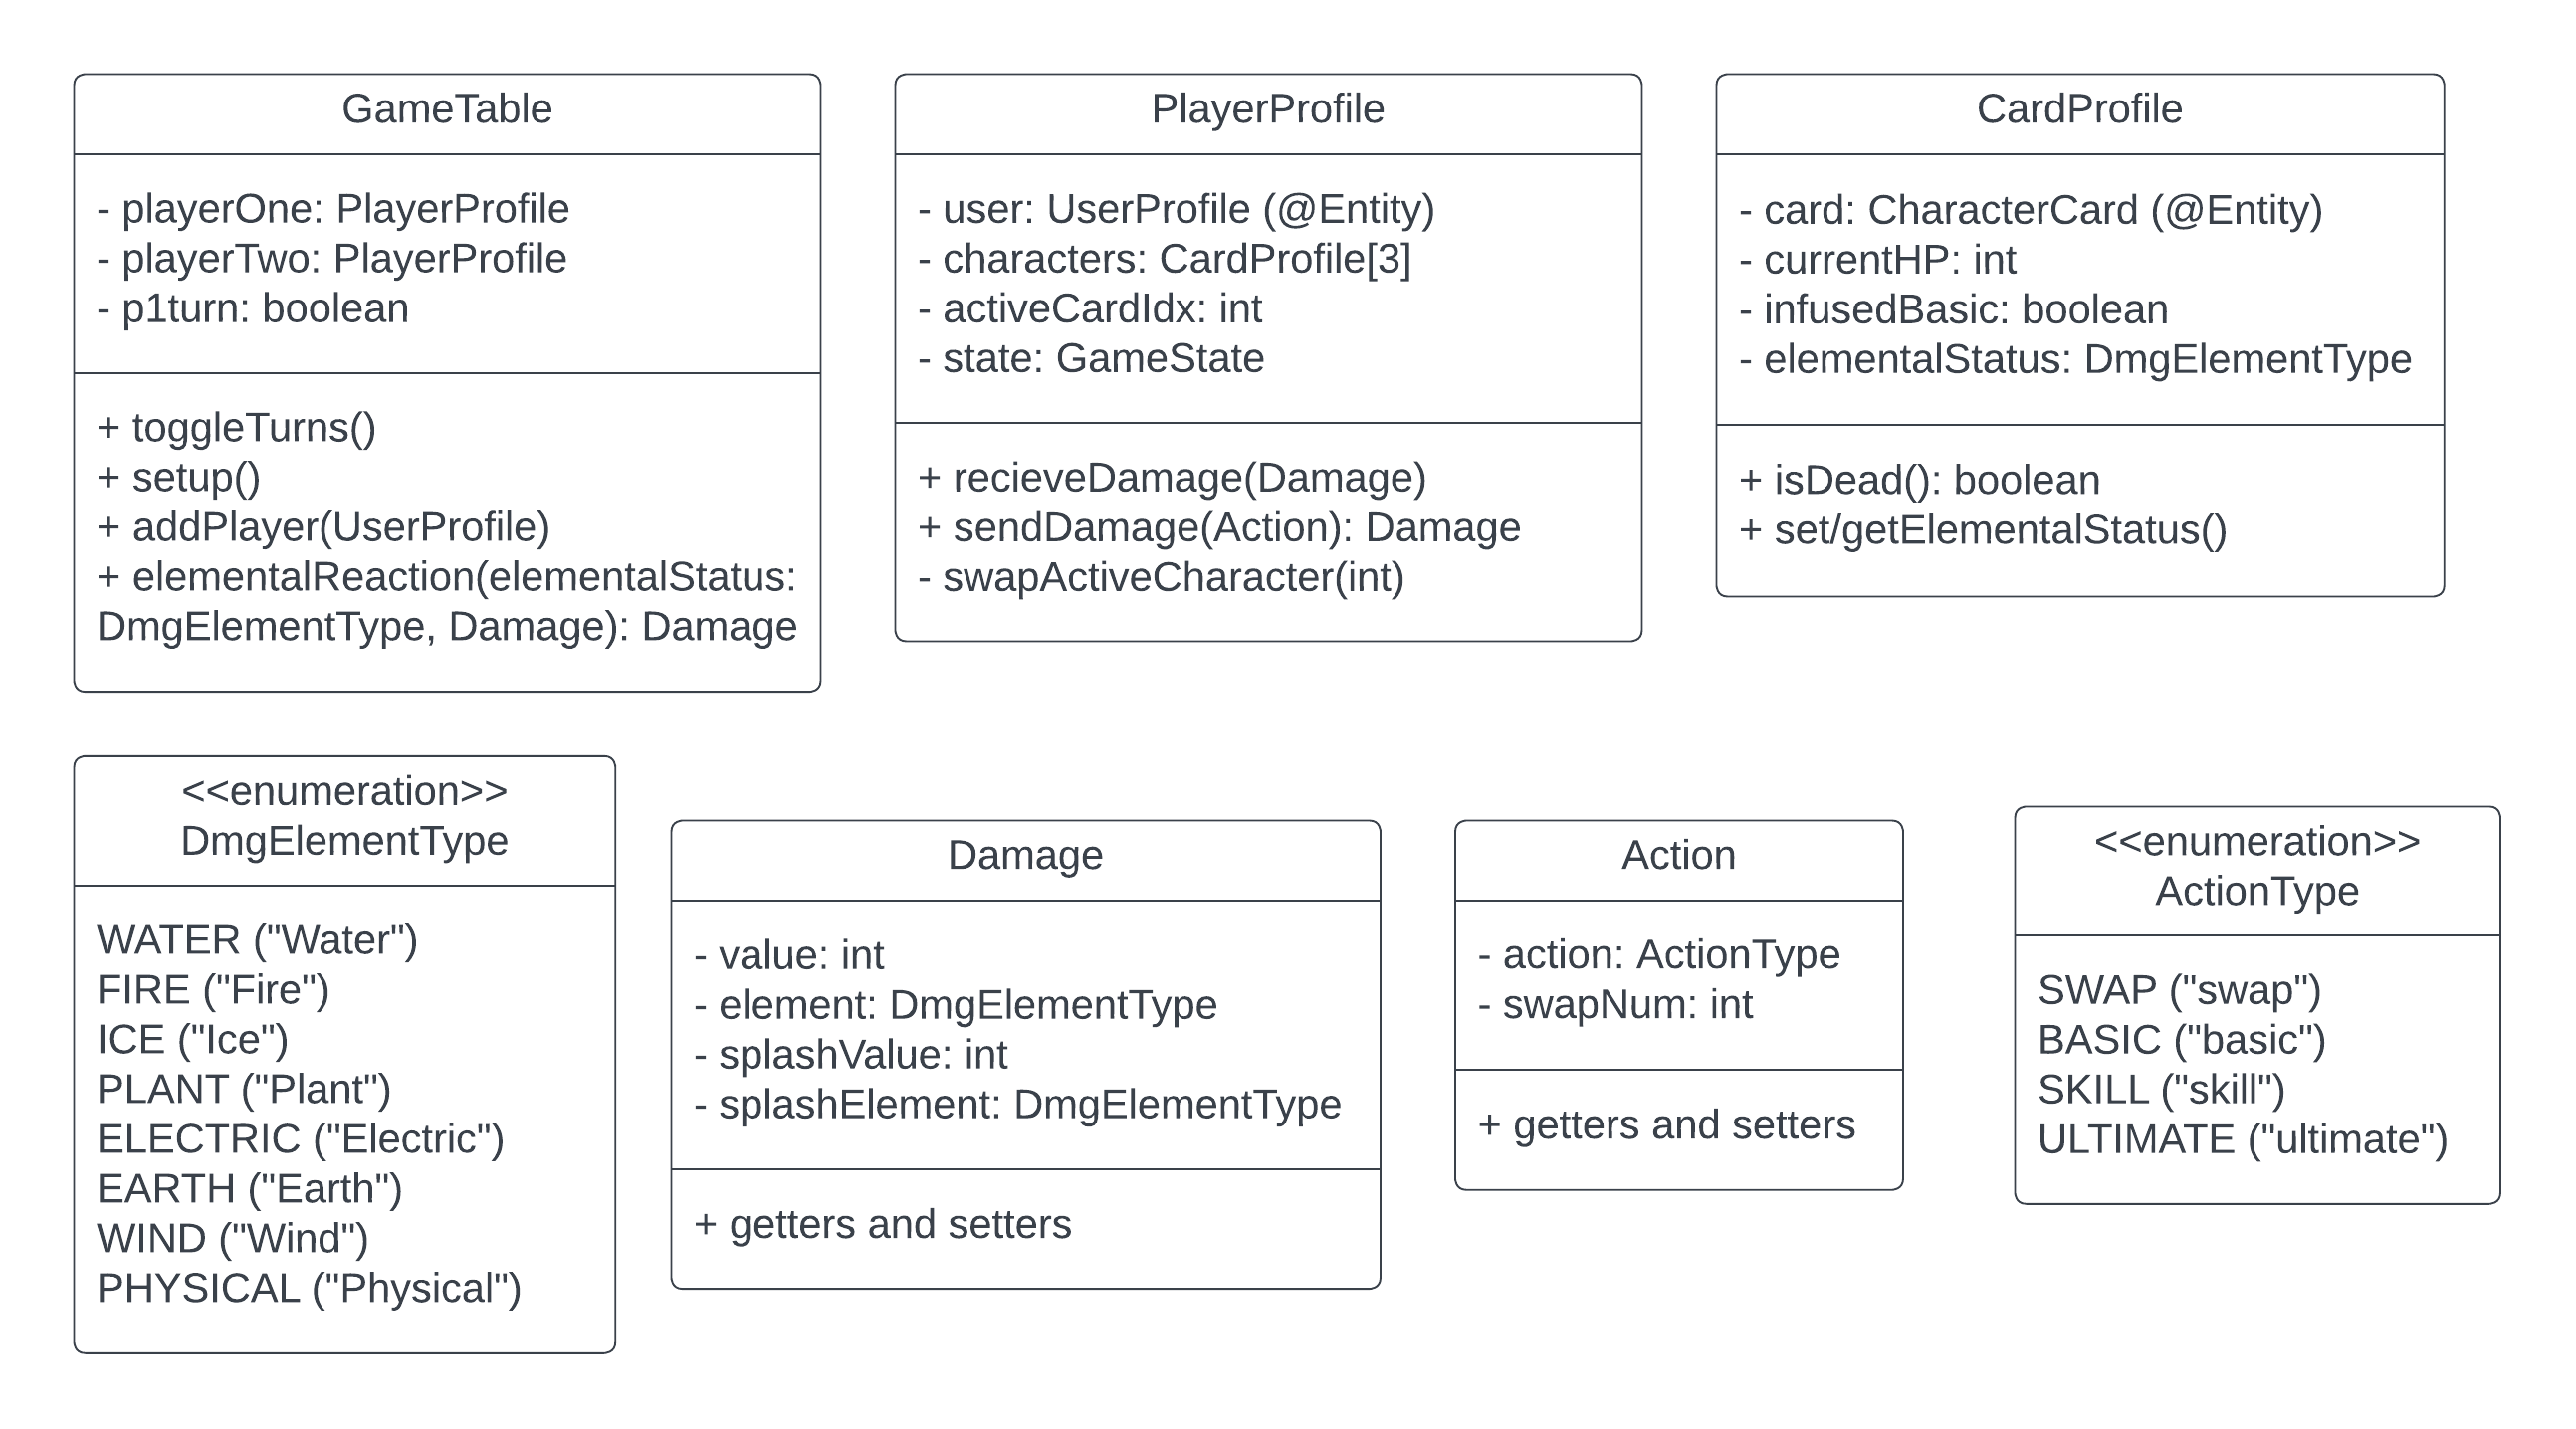 GameTable
- playerOne: PlayerProfile
- playerTwo: PlayerProfile
- p1turn: boolean
+ toggleTurns()
+ setup()
+ addPlayer(UserProfile)
+ elementalReaction(elementalStatus:
DmgElementType, Damage): Damage
PlayerProfile
- user: UserProfile (@Entity)
- characters: CardProfile[3]
- activeCardIdx: int
- state: GameState
+ recieveDamage(Damage)
+ sendDamage(Action): Damage
- swapActiveCharacter(int)
CardProfile
- card: CharacterCard (@Entity)
- currentHP: int
- infusedBasic: boolean
- elementalStatus: DmgElementType
+ isDead(): boolean
+ set/getElementalStatus()
<<enumeration>>
DmgElementType
WATER ("Water")
FIRE ("Fire")
ICE ("Ice")
PLANT ("Plant")
ELECTRIC ("Electric")
EARTH ("Earth")
WIND ("Wind")
PHYSICAL ("Physical")
Damage
- value: int
- element: DmgElementType
- splashValue: int
- splashElement: DmgElementType
+ getters and setters
Action
- action: ActionType
- swapNum: int
+ getters and setters
<<enumeration>>
ActionType
SWAP ("swap")
BASIC ("basic")
SKILL ("skill")
ULTIMATE ("ultimate")